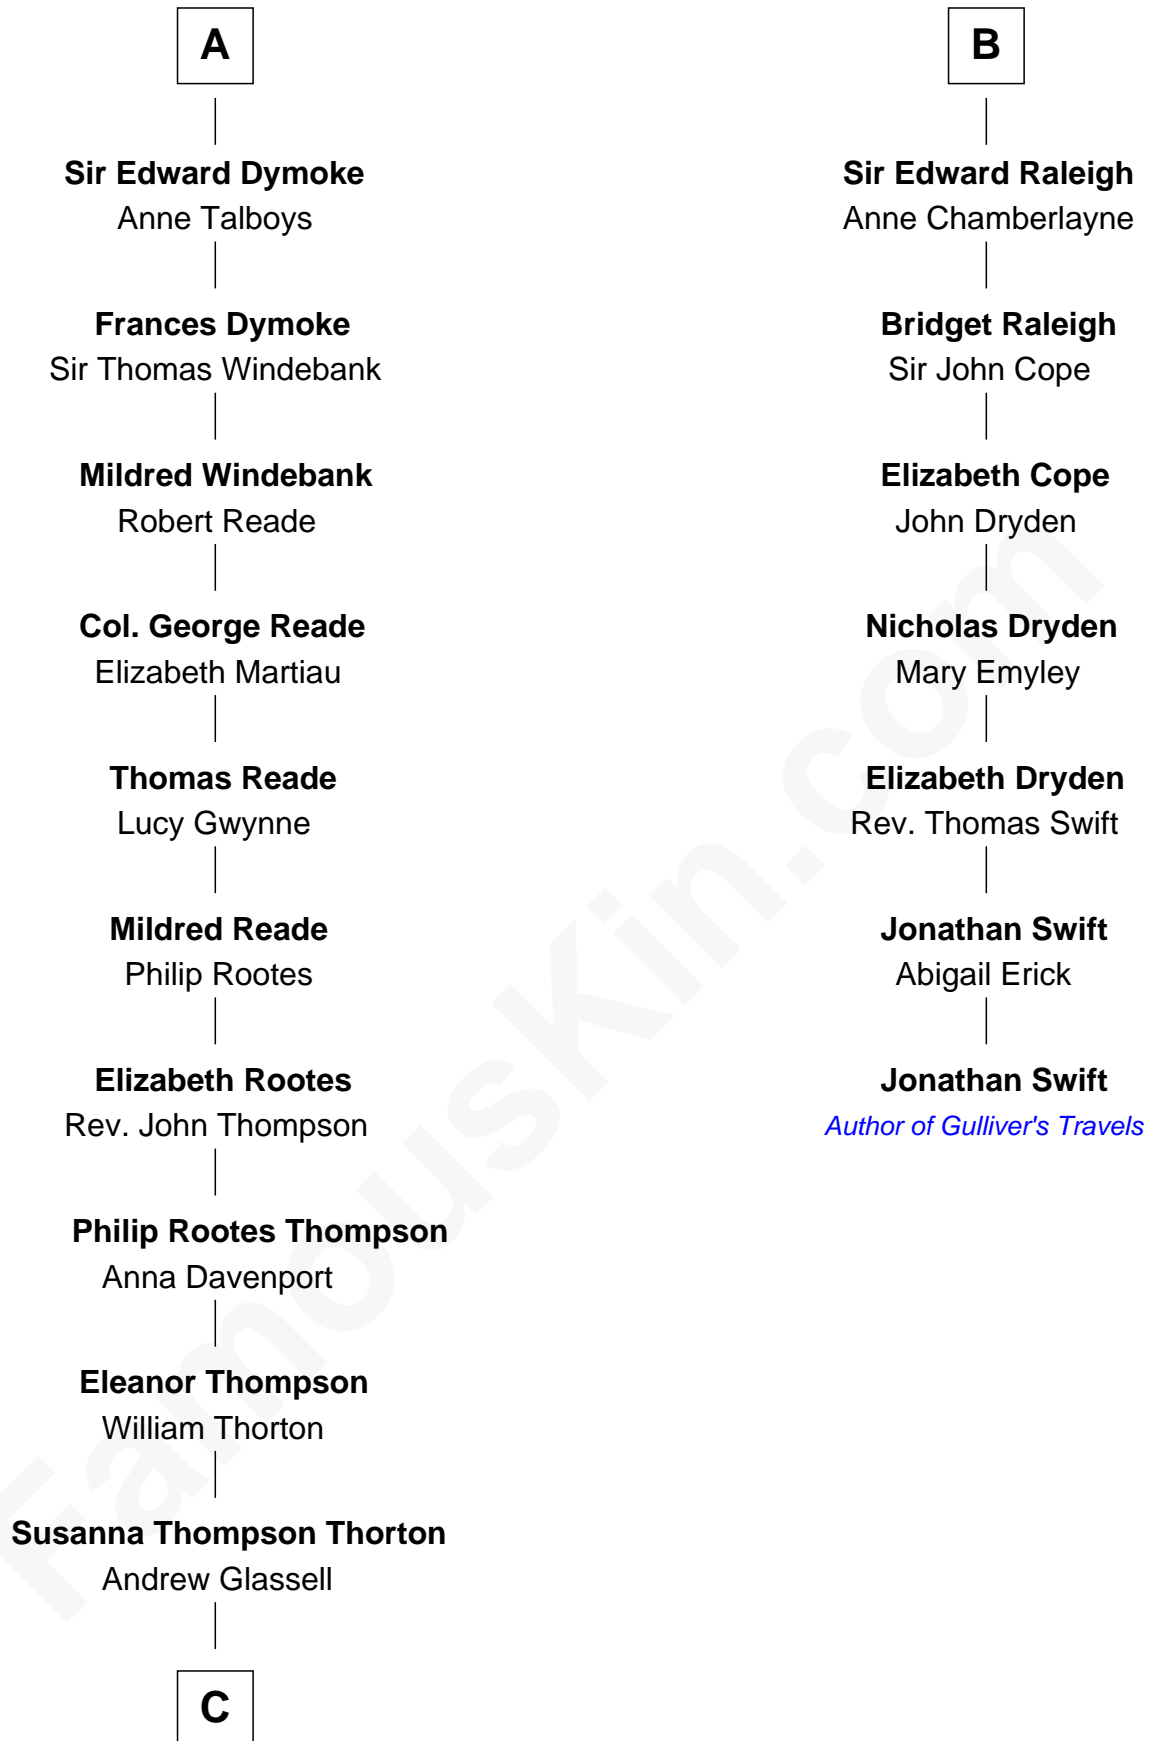 A
Sir Edward Dymoke
Anne Talboys
Frances Dymoke
Sir Thomas Windebank
Mildred Windebank
Robert Reade
Col. George Reade
Elizabeth Martiau
Thomas Reade
Lucy Gwynne
Mildred Reade
Philip Rootes
Elizabeth Rootes
Rev. John Thompson
Philip Rootes Thompson
Anna Davenport
Eleanor Thompson
William Thorton
Susanna Thompson Thorton
Andrew Glassell
C
B
Sir Edward Raleigh
Anne Chamberlayne
Bridget Raleigh
Sir John Cope
Elizabeth Cope
John Dryden
Nicholas Dryden
Mary Emyley
Elizabeth Dryden
Rev. Thomas Swift
Jonathan Swift
Abigail Erick
Jonathan Swift
Author of Gulliver's Travels
FamousKin.com